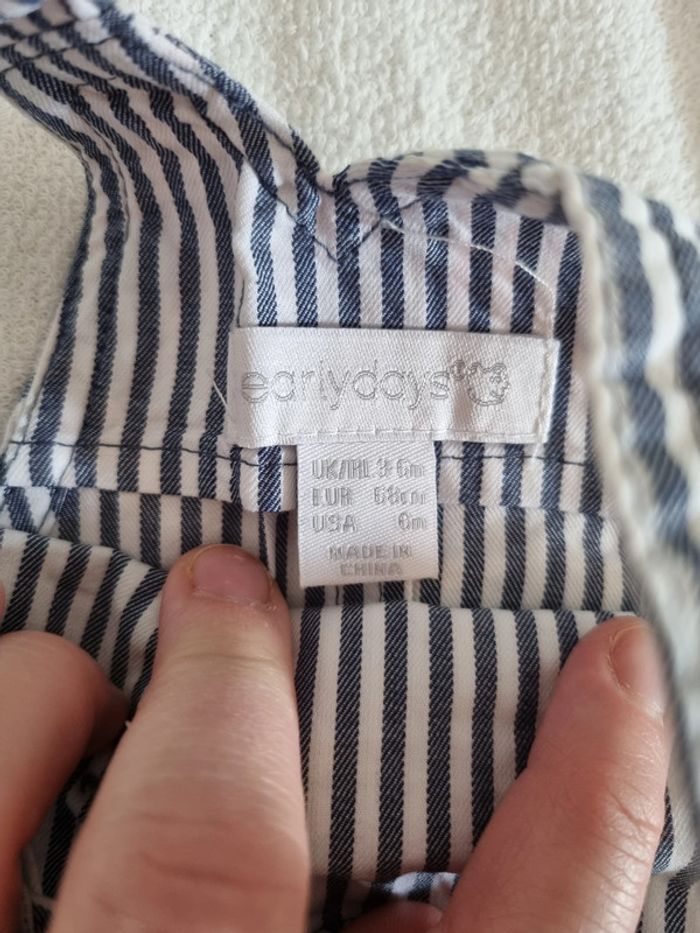 earlydays
UK/IRL 3-6m
EUR 68cm
USA 6m
MADE IN
CHINA